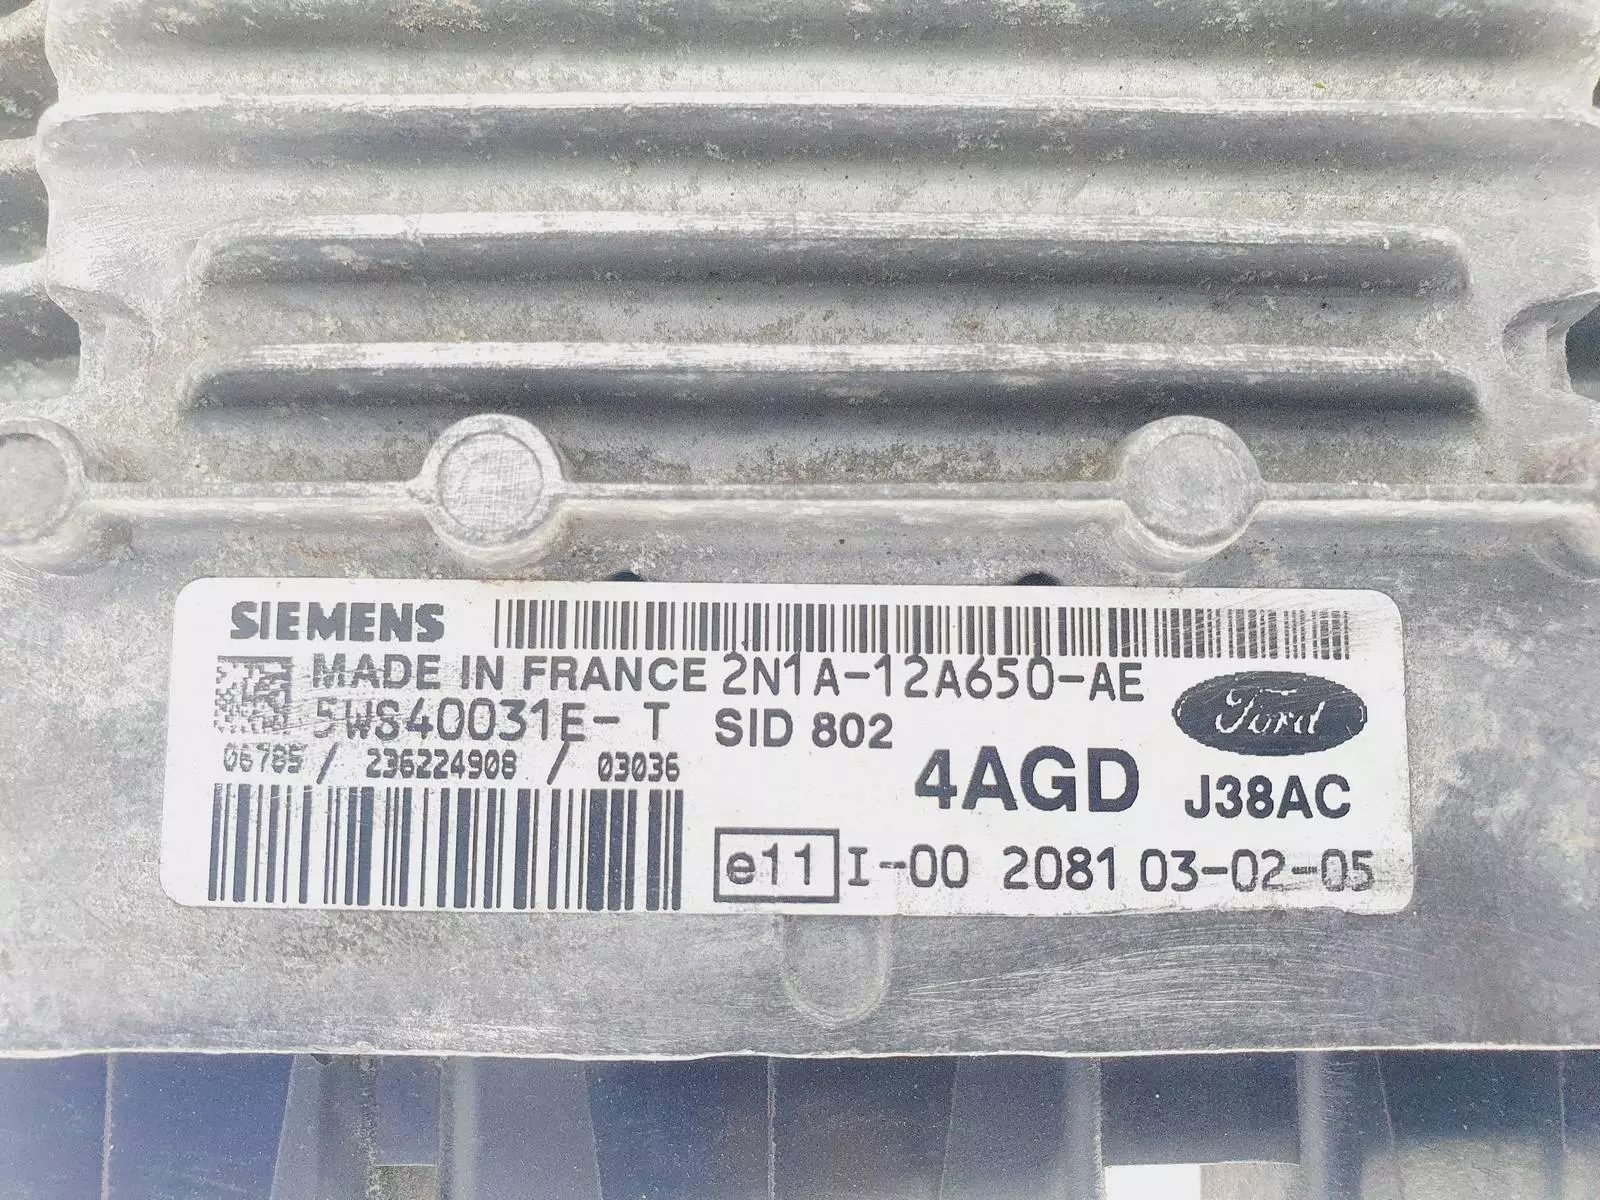 SIEMENS
MADE IN FRANCE 2N1A-12A650-AE
5WS40031E- T SID 802
Ford
06785 / 236224908 / 03036
4AGD J38AC
e11 I-00 2081 03-02-05